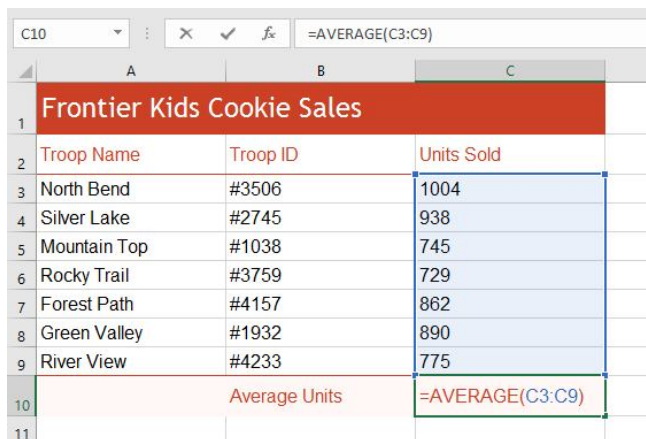 C10 fx =AVERAGE(C3:C9)
A B C
1 Frontier Kids Cookie Sales
2 Troop Name Troop ID Units Sold
3 North Bend #3506 1004
4 Silver Lake #2745 938
5 Mountain Top #1038 745
6 Rocky Trail #3759 729
7 Forest Path #4157 862
8 Green Valley #1932 890
9 River View #4233 775
10 Average Units =AVERAGE(C3:C9)
11